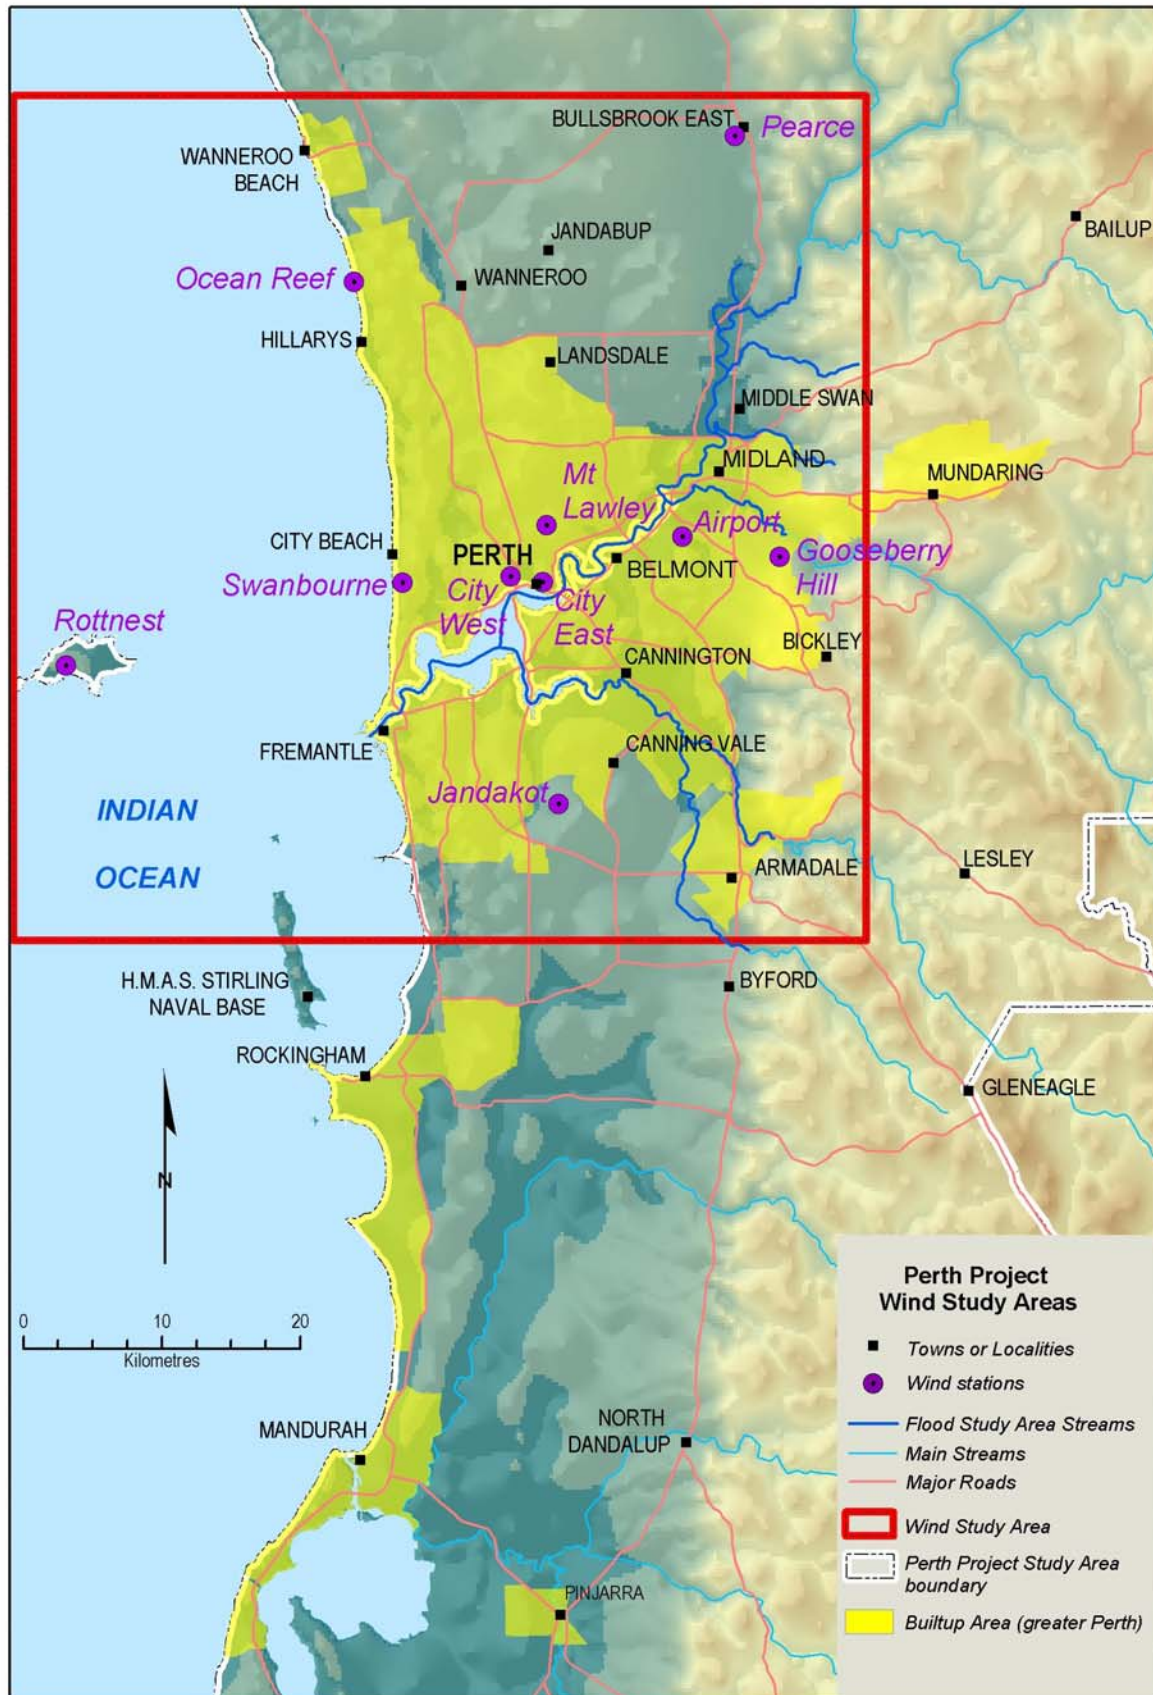 BULLSBROOK EAST
Pearce
WANNEROO
BEACH
BAILUP
JANDABUP
Ocean Reef
WANNEROO
HILLARYS
LANDSDALE
MIDDLE SWAN
MIDLAND
MUNDARING
Mt
Lawley
Airport
CITY BEACH
PERTH
Gooseberry
Hill
BELMONT
Swanbourne
City
West
City
East
Rottnest
BICKLEY
CANNINGTON
FREMANTLE
CANNING VALE
Jandakot
INDIAN
OCEAN
ARMADALE
LESLEY
H.M.A.S. STIRLING
NAVAL BASE
BYFORD
ROCKINGHAM
GLENEAGLE
N
0 10 20
Kilometres
MANDURAH
NORTH
DANDALUP
PINJARRA
Perth Project
Wind Study Areas
Towns or Localities
Wind stations
Flood Study Area Streams
Main Streams
Major Roads
Wind Study Area
Perth Project Study Area
boundary
Builtup Area (greater Perth)